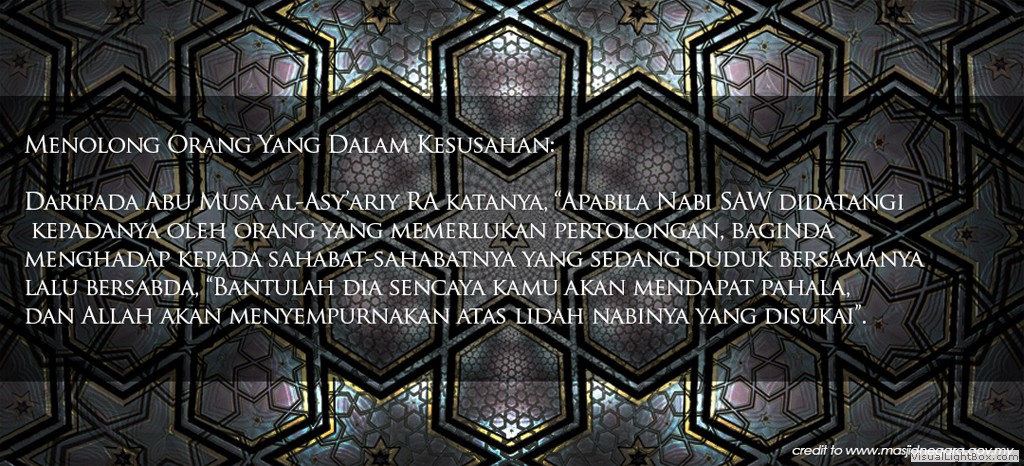 Menolong Orang Yang Dalam Kesusahan:
Daripada Abu Musa al-Asy'ariy RA katanya, “Apabila Nabi SAW didatangi
kepadanya oleh orang yang memerlukan pertolongan, baginda
menghadap kepada sahabat-sahabatnya yang sedang duduk bersamanya
lalu bersabda, “Bantulah dia sencaya kamu akan mendapat pahala,
dan Allah akan menyempurnakan atas lidah nabinya yang disukai”.
credit to www.masjidnegara.gov.my
VisualLightBox.com